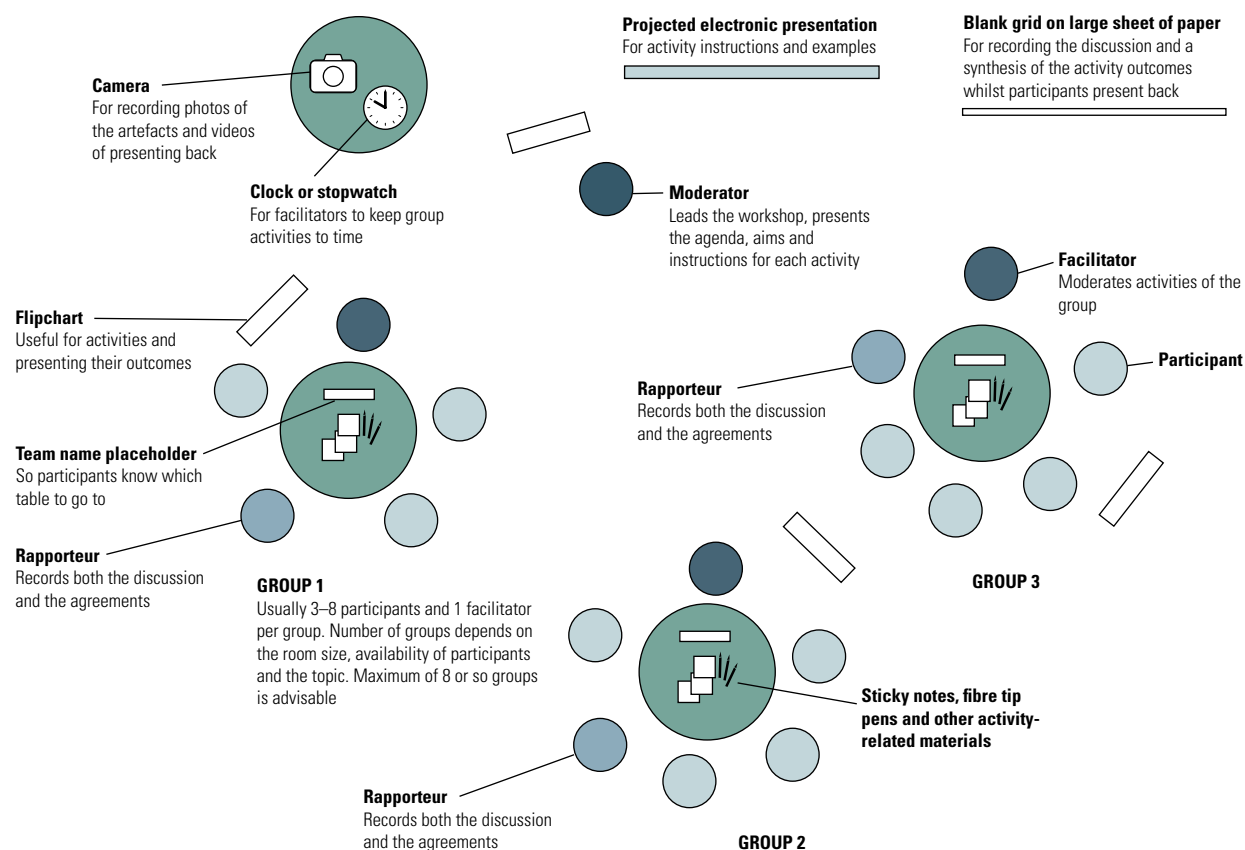 Projected electronic presentation
For activity instructions and examples
Blank grid on large sheet of paper
For recording the discussion and a
synthesis of the activity outcomes
whilst participants present back
Camera
For recording photos of
the artefacts and videos
of presenting back
Clock or stopwatch
For facilitators to keep group
activities to time
Moderator
Leads the workshop, presents
the agenda, aims and
instructions for each activity
Facilitator
Moderates activities of the
group
Flipchart
Useful for activities and
presenting their outcomes
Participant
Rapporteur
Records both the discussion
and the agreements
Team name placeholder
So participants know which
table to go to
Rapporteur
Records both the discussion
and the agreements
GROUP 1
Usually 3–8 participants and 1 facilitator
per group. Number of groups depends on
the room size, availability of participants
and the topic. Maximum of 8 or so groups
is advisable
GROUP 3
Sticky notes, fibre tip
pens and other activity-
related materials
Rapporteur
Records both the discussion
and the agreements
GROUP 2